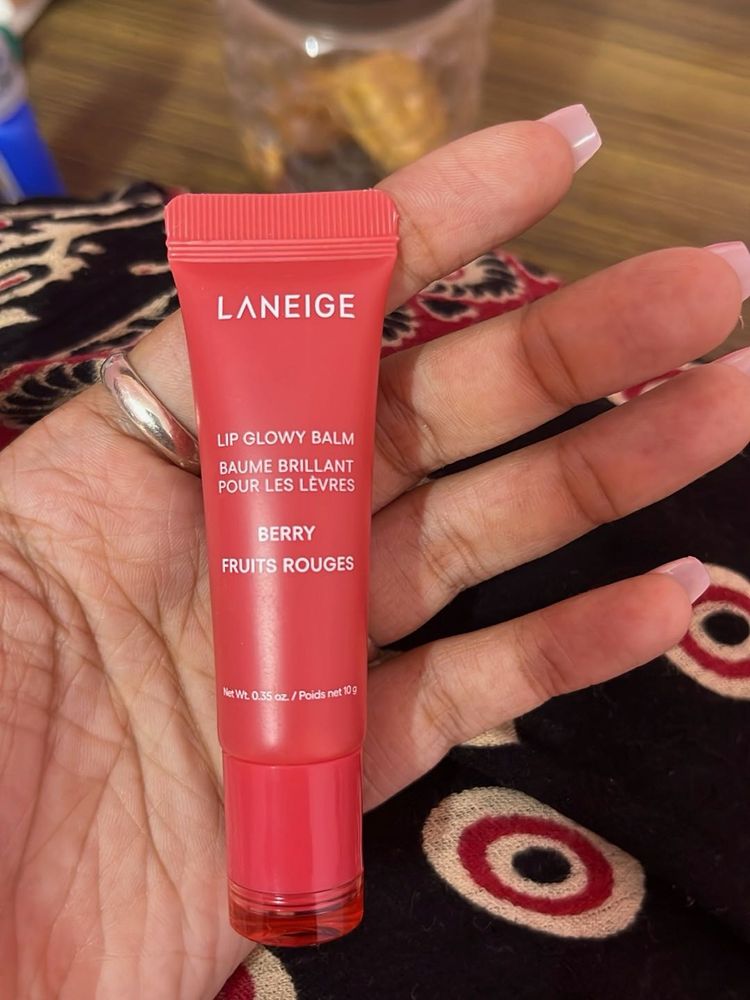 LANEIGE
LIP GLOWY BALM
BAUME BRILLANT
POUR LES LÈVRES
BERRY
FRUITS ROUGES
Net Wt. 0.35 oz. / Poids net 10 g